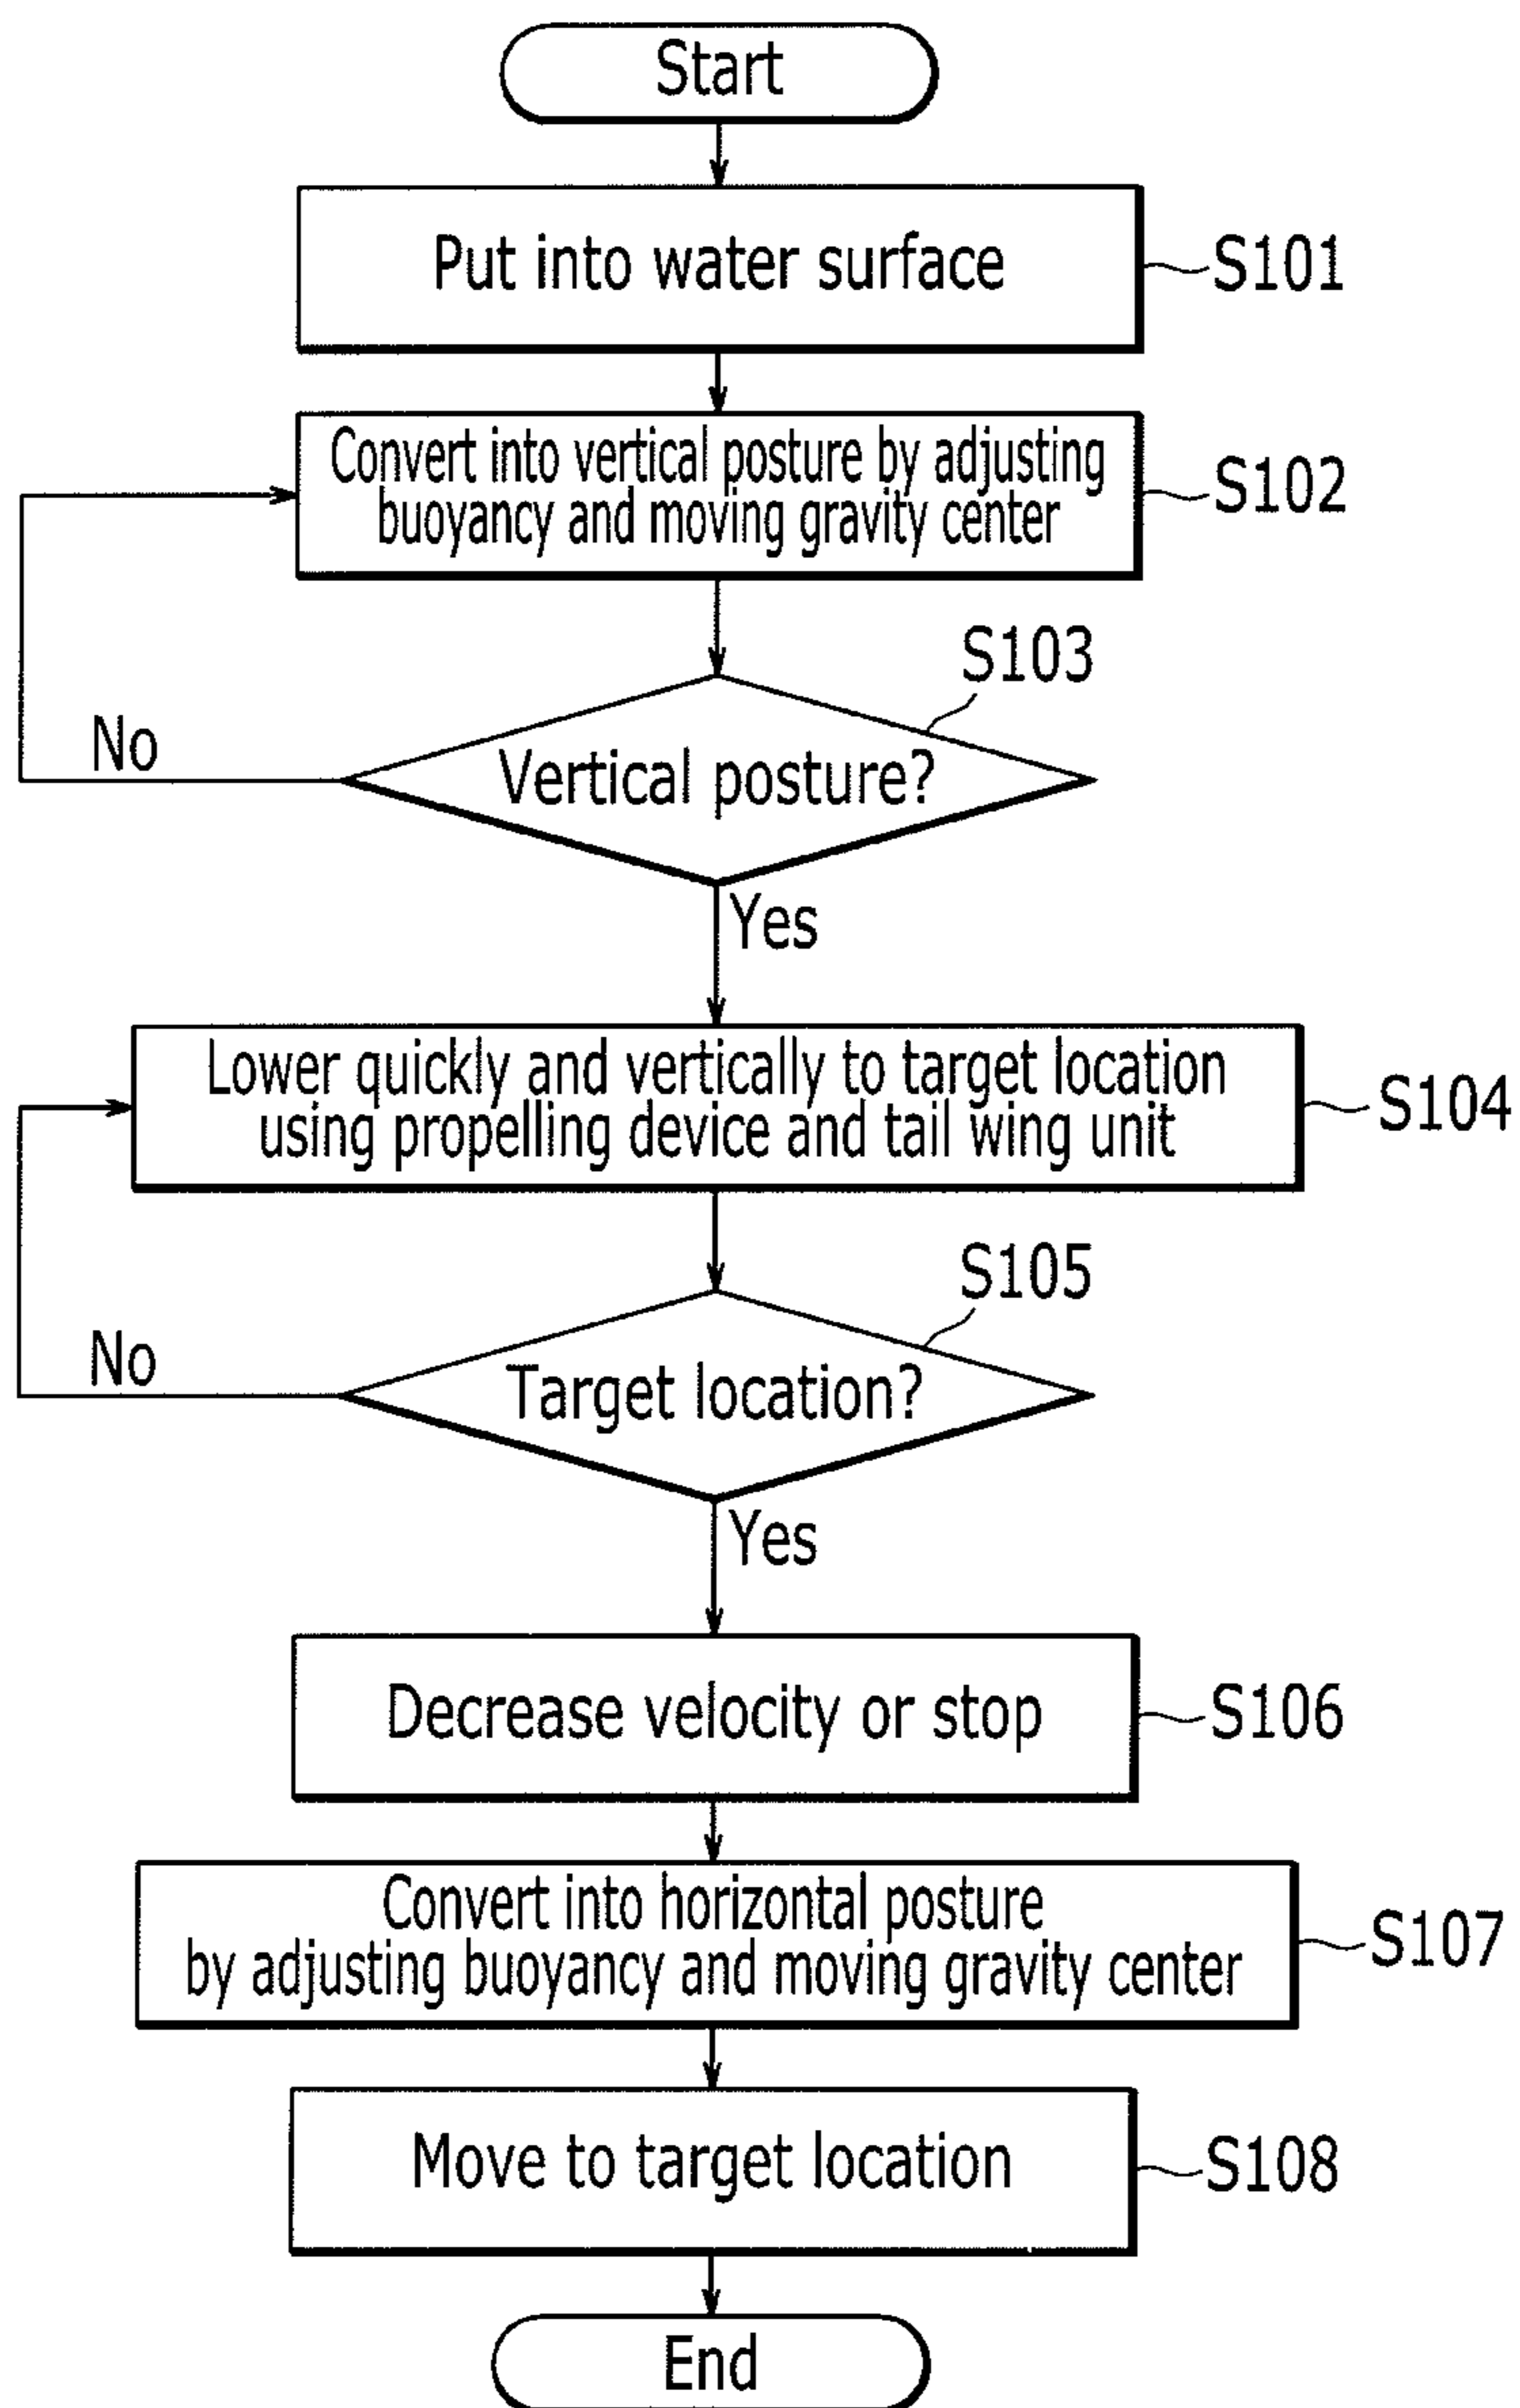 Start
Put into water surface
S101
Convert into vertical posture by adjusting
buoyancy and moving gravity center
S102
S103
Vertical posture?
No
Yes
Lower quickly and vertically to target location
using propelling device and tail wing unit
S104
S105
Target location?
No
Yes
Decrease velocity or stop
S106
Convert into horizontal posture
by adjusting buoyancy and moving gravity center
S107
Move to target location
S108
End